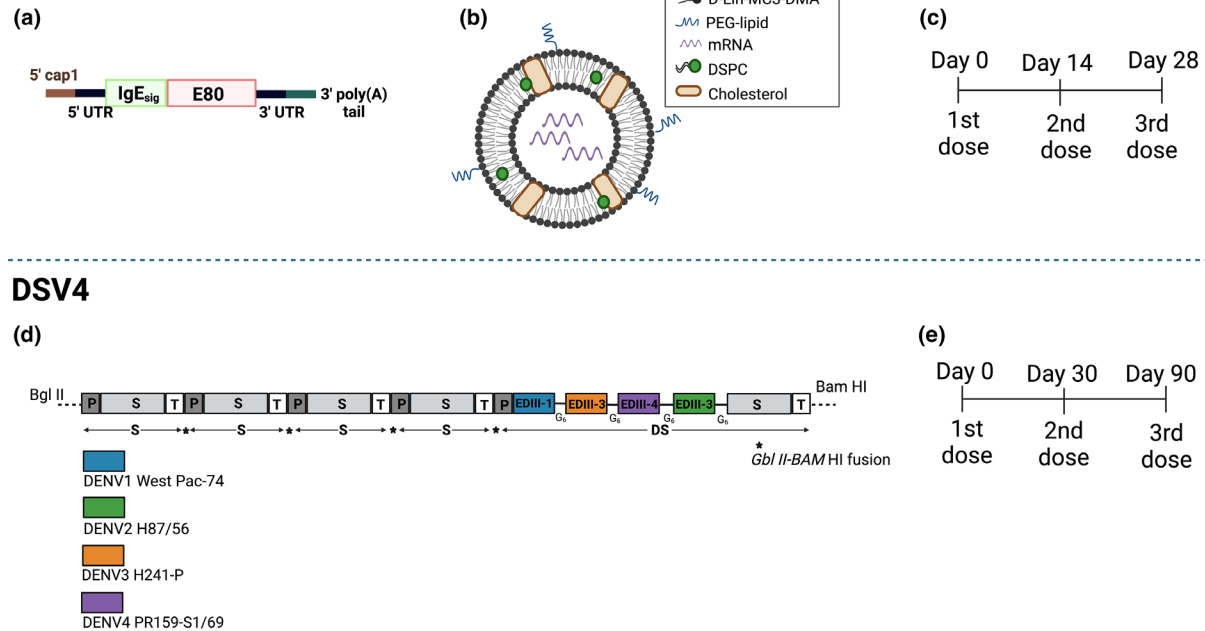 (a)
5' cap1
IgEsig
E80
3' poly(A)
tail
5' UTR
3' UTR
(b)
D-Lin-MC3-DMA
PEG-lipid
mRNA
DSPC
Cholesterol
(c)
Day 0
Day 14
Day 28
1st
dose
2nd
dose
3rd
dose
DSV4
(d)
Bgl II
P
S
T
P
S
T
P
S
T
P
S
T
P
EDIII-1
G6
EDIII-3
G6
EDIII-4
G6
EDIII-3
G6
S
T
Bam HI
S
*
S
*
S
*
S
*
DS
*
Gbl II-BAM HI fusion
DENV1 West Pac-74
DENV2 H87/56
DENV3 H241-P
DENV4 PR159-S1/69
(e)
Day 0
Day 30
Day 90
1st
dose
2nd
dose
3rd
dose